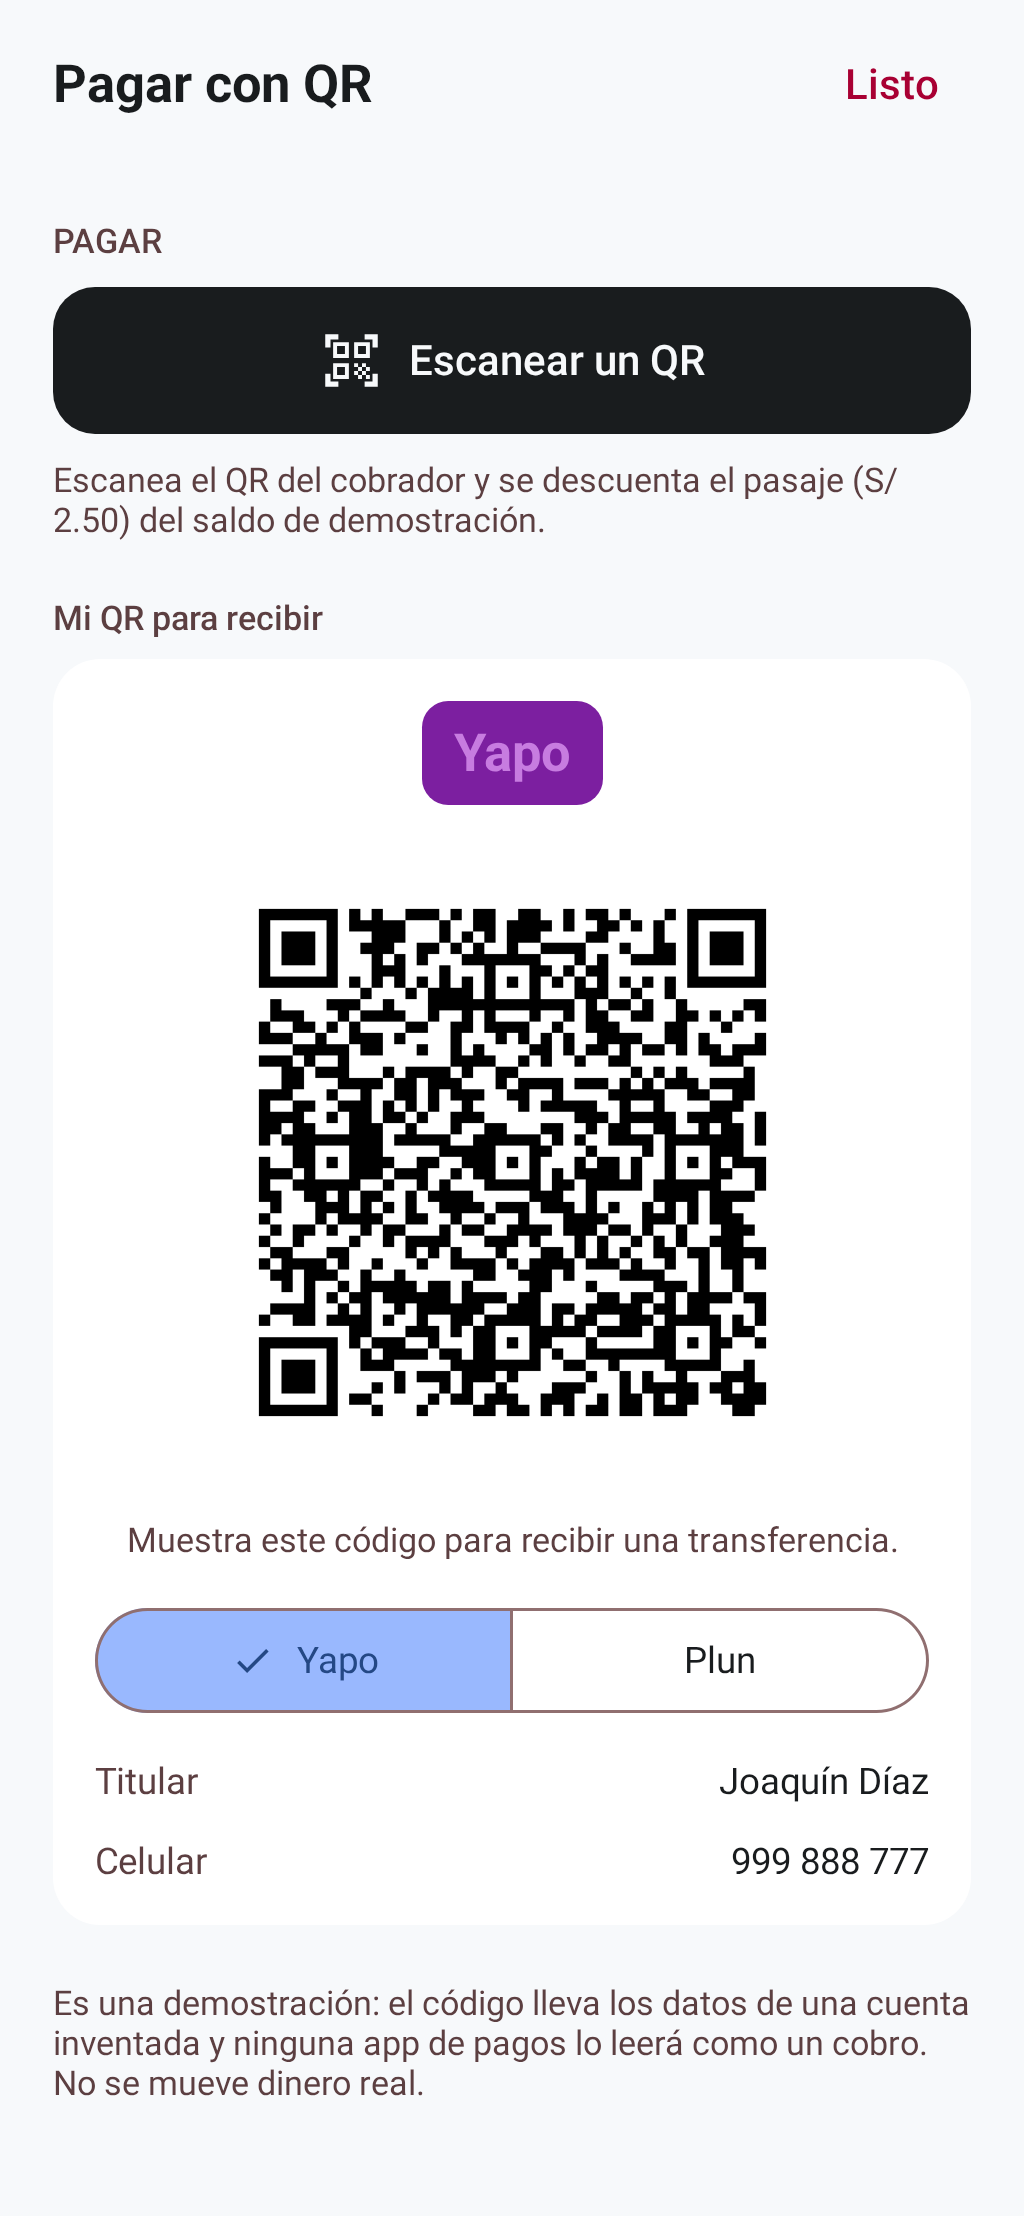 Pagar con QR
Listo
PAGAR
Escanear un QR
Escanea el QR del cobrador y se descuenta el pasaje (S/
2.50) del saldo de demostración.
Mi QR para recibir
Yapo
Muestra este código para recibir una transferencia.
Yapo
Plun
Titular
Joaquín Díaz
Celular
999 888 777
Es una demostración: el código lleva los datos de una cuenta
inventada y ninguna app de pagos lo leerá como un cobro.
No se mueve dinero real.